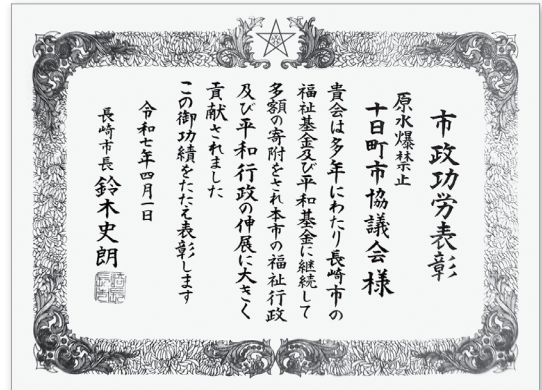 市政功労表彰
原水爆禁止
十日町市協議会様
貴会は多年にわたり長崎市の
福祉基金及び平和基金に継続して
多額の寄附をされ本市の福祉行政
及び平和行政の伸展に大きく
貢献されました
この御功績をたたえ表彰します
令和七年四月一日
長崎市長 鈴木史朗